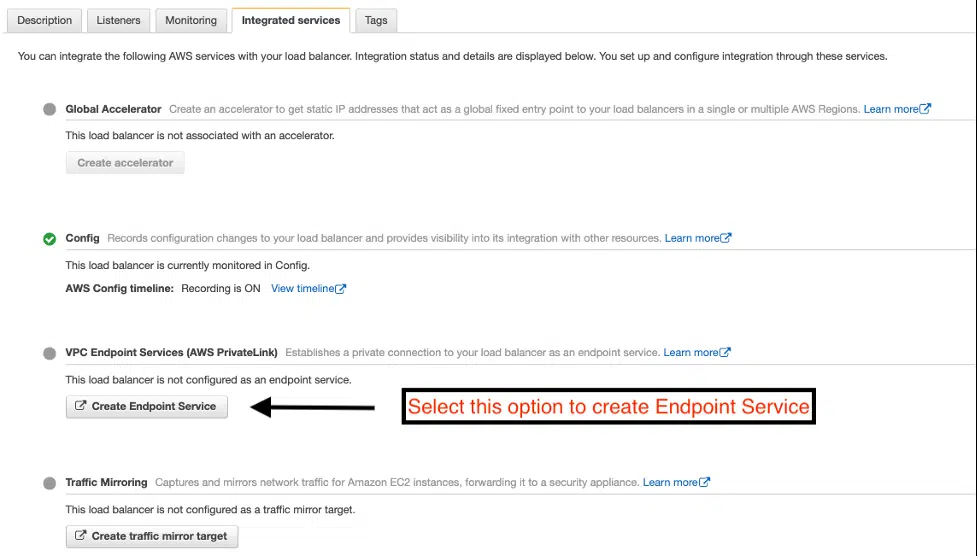 Description Listeners Monitoring Integrated services Tags
You can integrate the following AWS services with your load balancer. Integration status and details are displayed below. You set up and configure integration through these services.
Global Accelerator Create an accelerator to get static IP addresses that act as a global fixed entry point to your load balancers in a single or multiple AWS Regions. Learn more
This load balancer is not associated with an accelerator.
Create accelerator
Config Records configuration changes to your load balancer and provides visibility into its integration with other resources. Learn more
This load balancer is currently monitored in Config.
AWS Config timeline: Recording is ON View timeline
VPC Endpoint Services (AWS PrivateLink) Establishes a private connection to your load balancer as an endpoint service. Learn more
This load balancer is not configured as an endpoint service.
Create Endpoint Service Select this option to create Endpoint Service
Traffic Mirroring Captures and mirrors network traffic for Amazon EC2 instances, forwarding it to a security appliance. Learn more
This load balancer is not configured as a traffic mirror target.
Create traffic mirror target